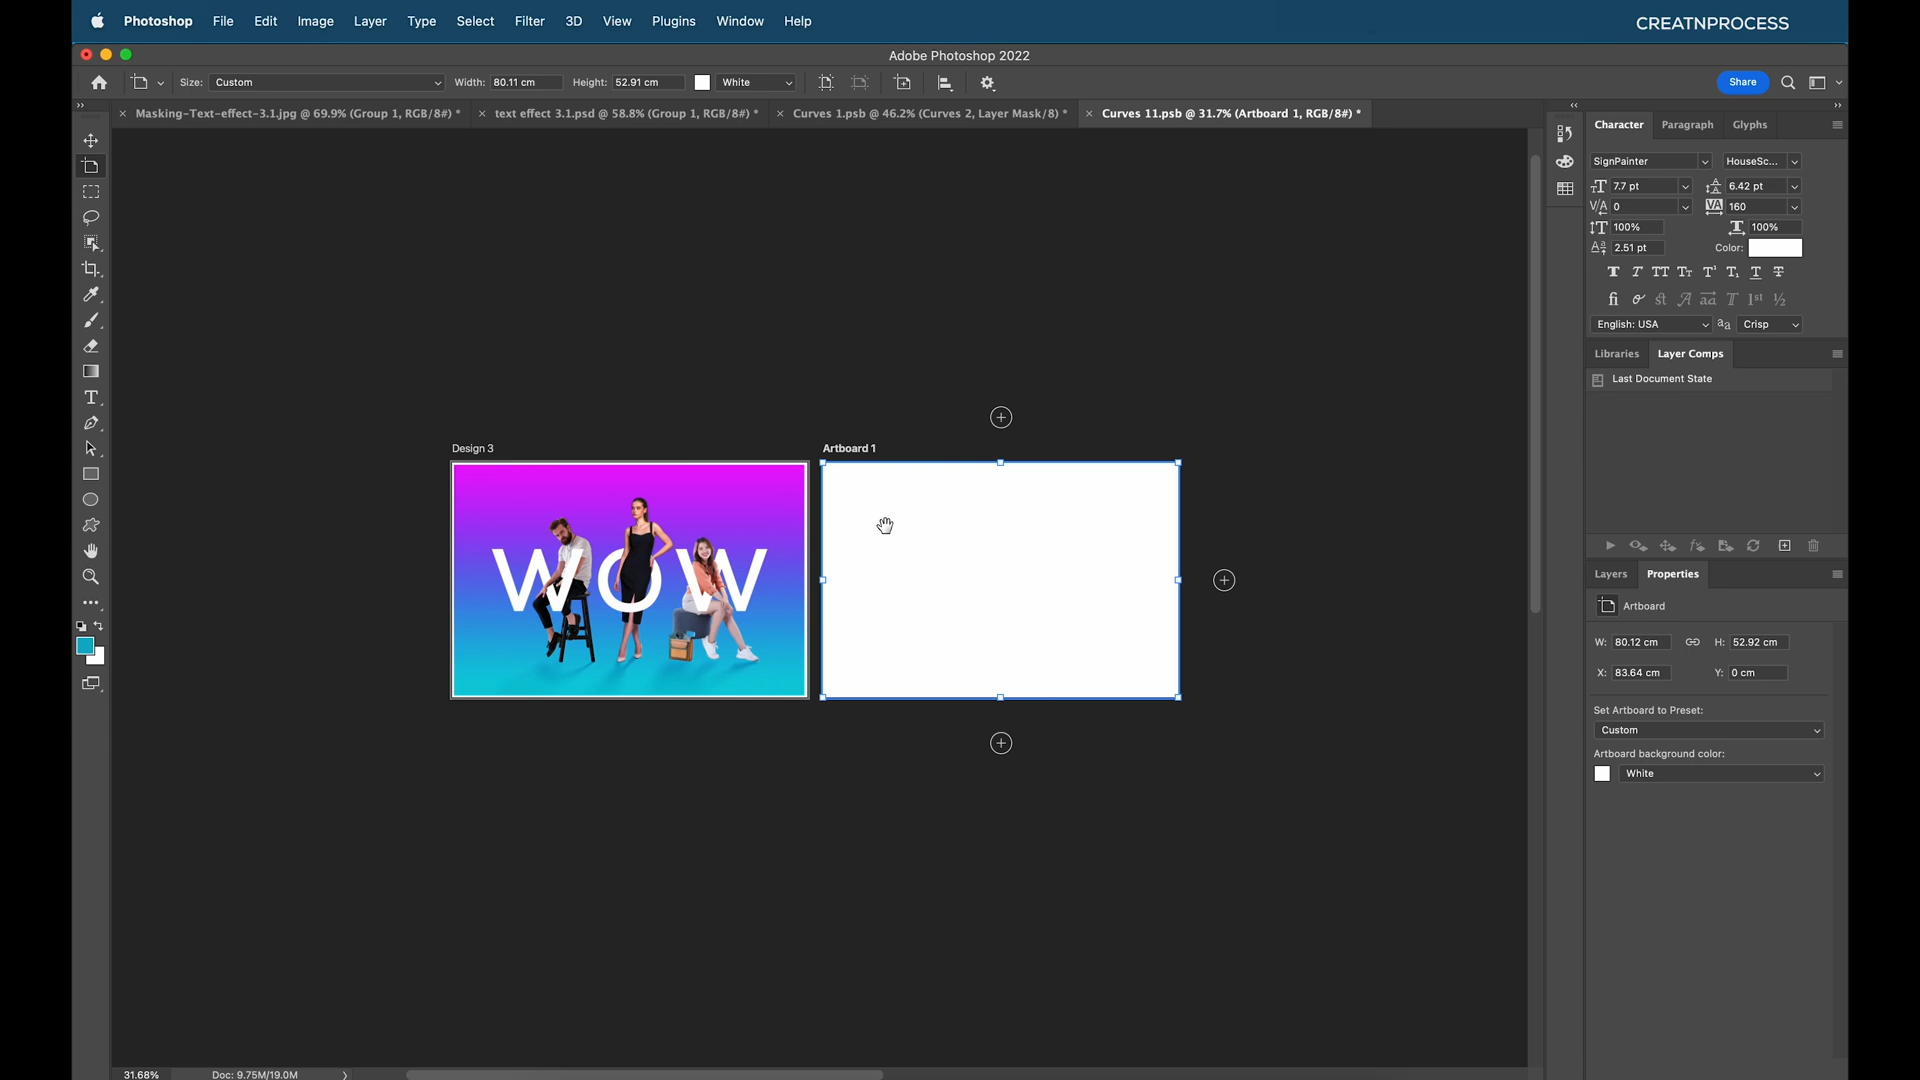 Photoshop File Edit Image Layer Type Select Filter 3D View Plugins Window Help
CREATNPROCESS
Adobe Photoshop 2022
Size: Custom Width: 80.11 cm Height: 52.91 cm White
Share
Masking-Text-effect-3.1.jpg @ 69.9% (Group 1, RGB/8#) *
text effect 3.1.psd @ 58.8% (Group 1, RGB/8#) *
Curves 1.psb @ 46.2% (Curves 2, Layer Mask/8) *
Curves 11.psb @ 31.7% (Artboard 1, RGB/8#) *
Character Paragraph Glyphs
SignPainter HouseSc...
7.7 pt 6.42 pt
0 160
100% 100%
2.51 pt Color:
English: USA Crisp
Libraries Layer Comps
Last Document State
Design 3
Artboard 1
WOW
Layers Properties
Artboard
W: 80.12 cm H: 52.92 cm
X: 83.64 cm Y: 0 cm
Set Artboard to Preset:
Custom
Artboard background color:
White
31.68% Doc: 9.75M/19.0M